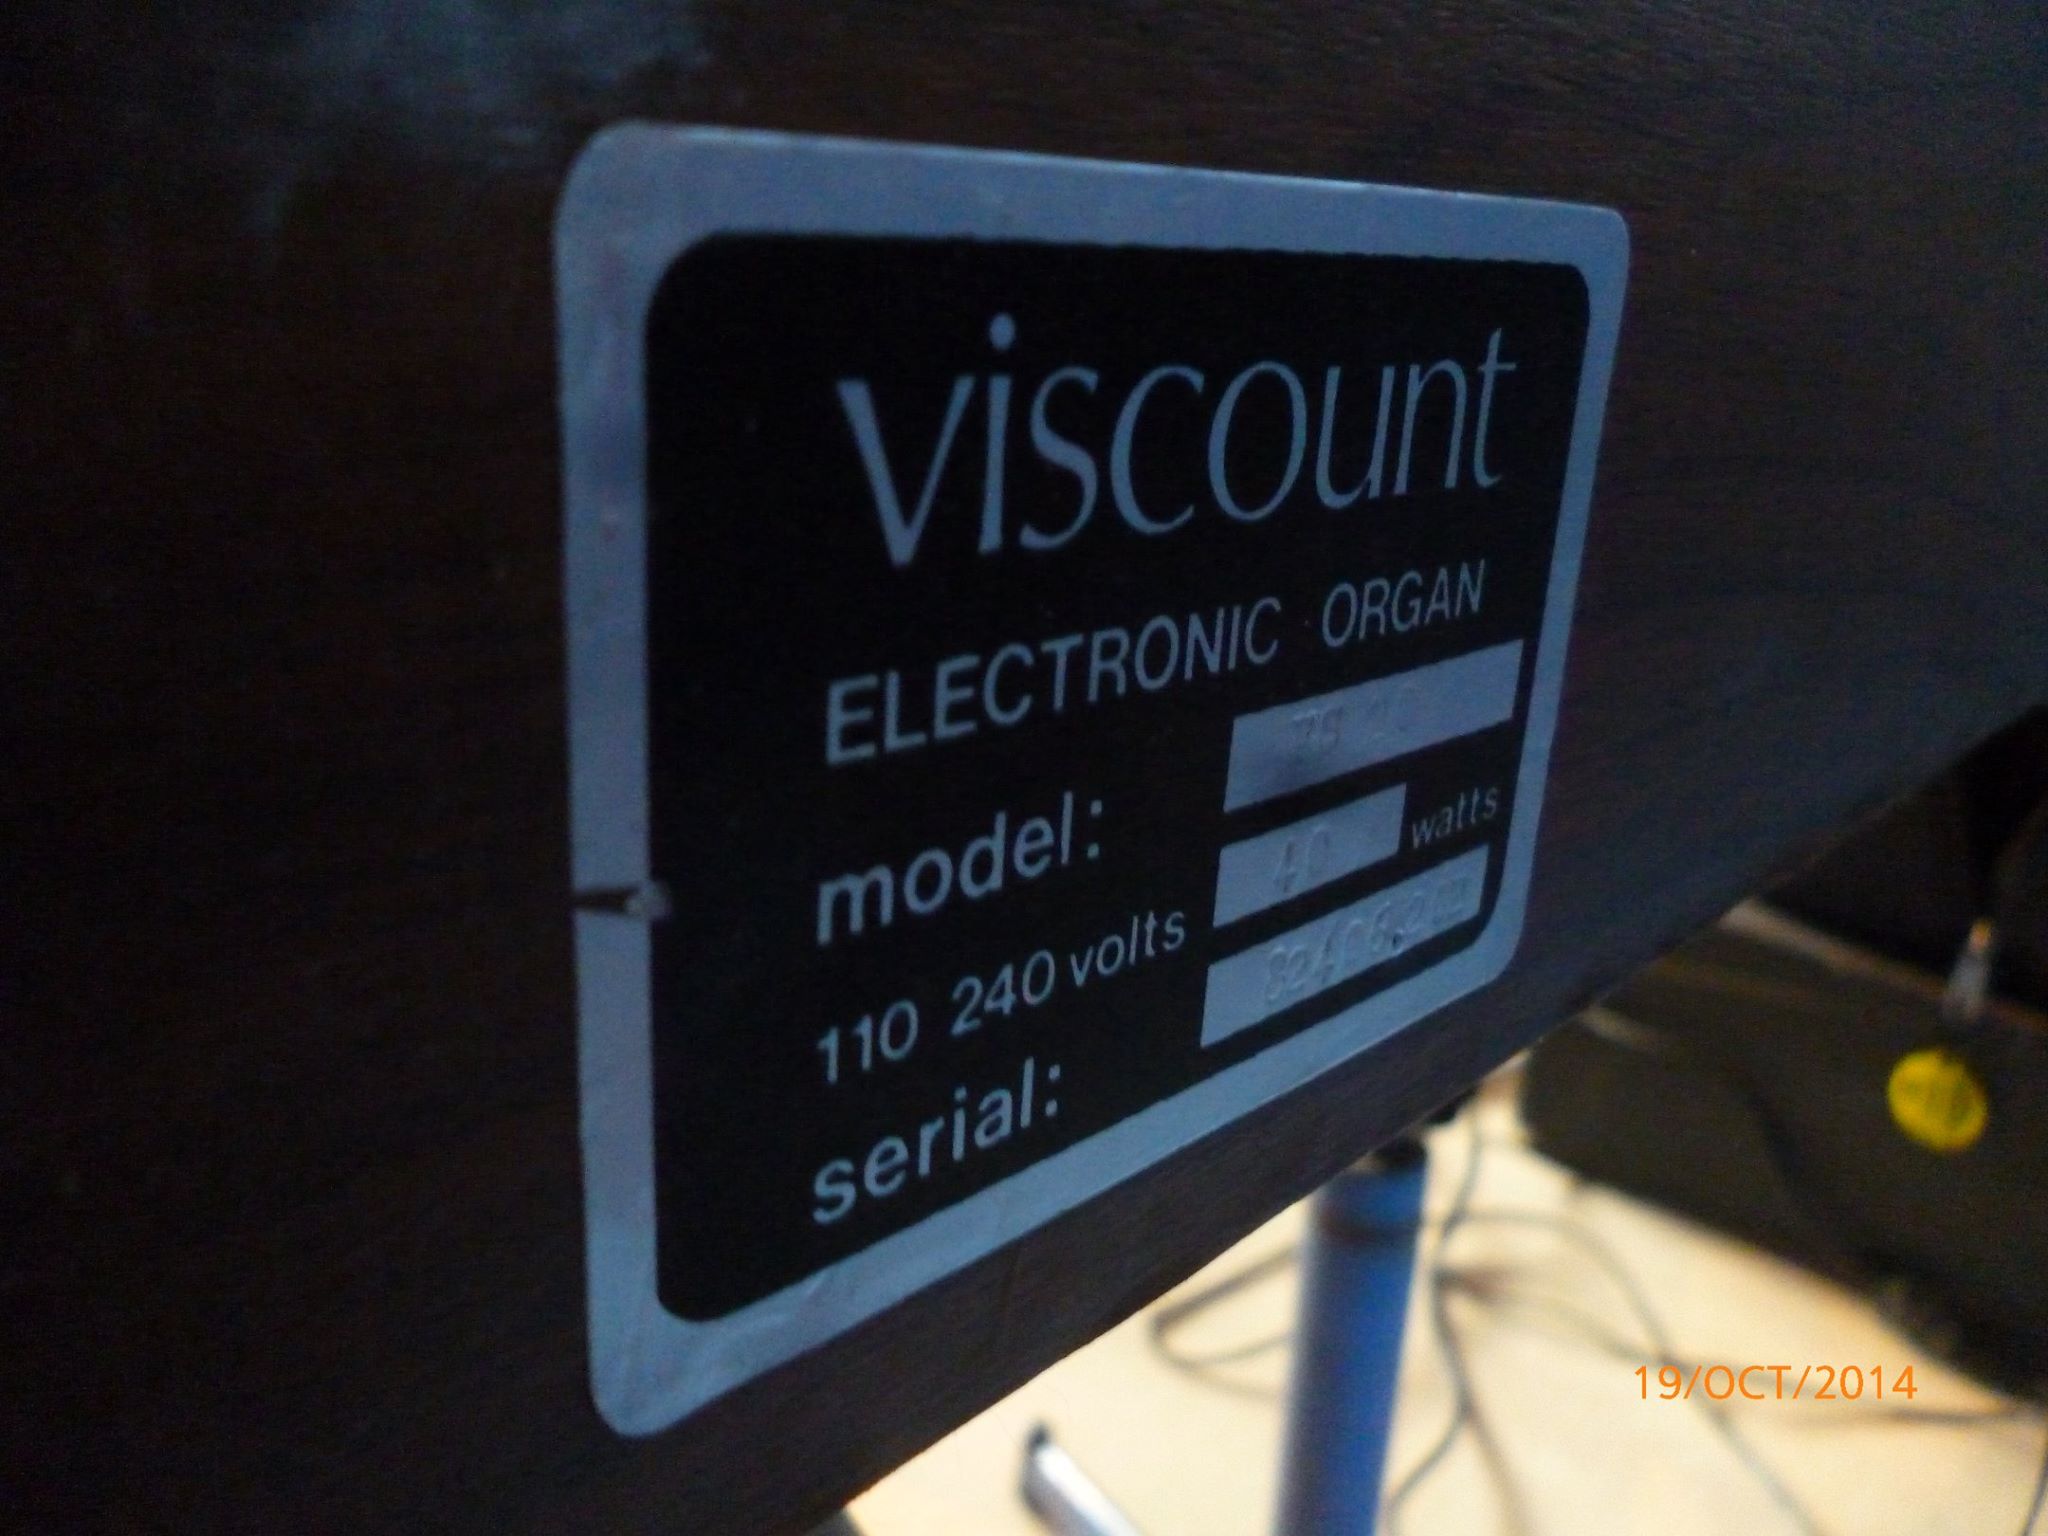 viscount
ELECTRONIC ORGAN
model:
110 240 volts 40 watts
serial:
19/OCT/2014